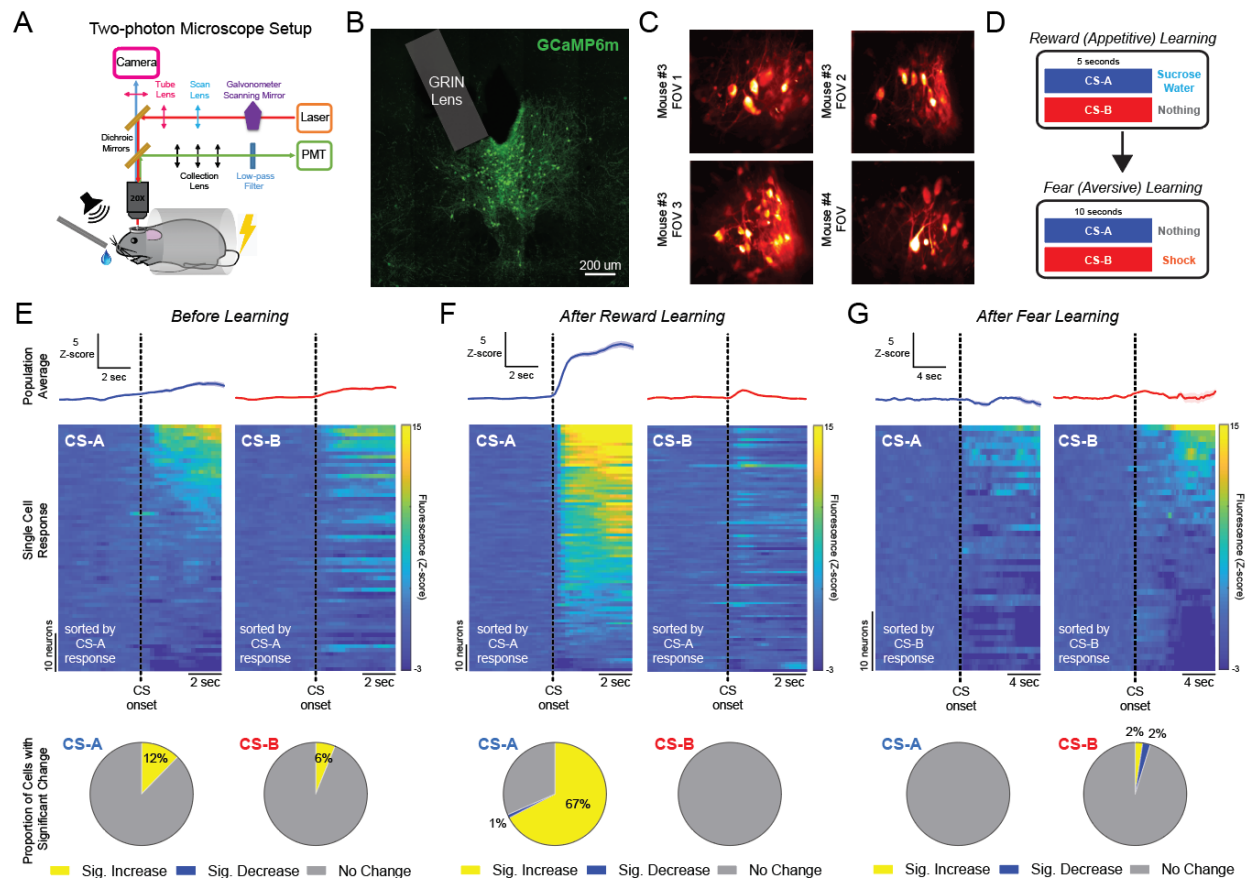 A
Two-photon Microscope Setup
Camera
Tube
Lens
Scan
Lens
Galvonometer
Scanning Mirror
Laser
Dichroic
Mirrors
PMT
Collection
Lens
Low-pass
Filter
20X
B
GCaMP6m
GRIN
Lens
200 um
C
Mouse #3
FOV 1
Mouse #3
FOV 2
Mouse #3
FOV 3
Mouse #4
FOV
D
Reward (Appetitive) Learning
5 seconds
CS-A
Sucrose
Water
CS-B
Nothing
Fear (Aversive) Learning
10 seconds
CS-A
Nothing
CS-B
Shock
E
Before Learning
Population
Average
5
Z-score
2 sec
Single Cell
Response
CS-A
CS-B
15
Fluorescence (Z-score)
-3
10 neurons
sorted by
CS-A
response
sorted by
CS-A
response
2 sec
2 sec
CS
onset
CS
onset
Proportion of Cells with
Significant Change
CS-A
12%
CS-B
6%
Sig. Increase
Sig. Decrease
No Change
F
After Reward Learning
5
Z-score
2 sec
CS-A
CS-B
15
Fluorescence (Z-score)
-3
10 neurons
sorted by
CS-A
response
sorted by
CS-A
response
2 sec
2 sec
CS
onset
CS
onset
CS-A
67%
1%
CS-B
Sig. Increase
Sig. Decrease
No Change
G
After Fear Learning
5
Z-score
4 sec
CS-A
CS-B
15
Fluorescence (Z-score)
-3
10 neurons
sorted by
CS-B
response
sorted by
CS-B
response
4 sec
4 sec
CS
onset
CS
onset
CS-A
CS-B
2%
2%
Sig. Increase
Sig. Decrease
No Change